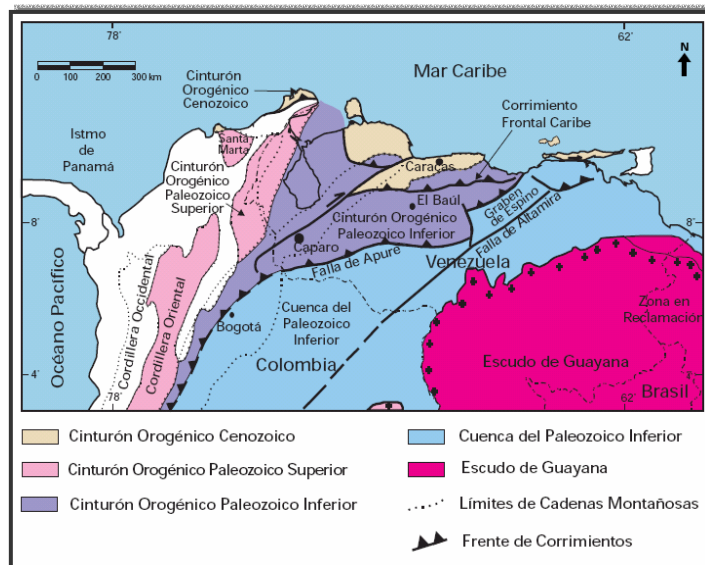 78'
62'
N
0 100 200 300 km
Mar Caribe
Cinturón
Orogénico
Cenozoico
Corrimiento
Frontal Caribe
Istmo
de
Panamá
Santa
Marta
Caracas
Cinturón
Orogénico
Paleozoico
Superior
El Baúl
Cinturón Orogénico
Paleozoico Inferior
Graben
de Espino
Falla de Altamira
8'
8'
Caparo
Falla de Apure
Venezuela
Océano Pacífico
Cordillera Occidental
Cordillera Oriental
Bogotá
Cuenca del
Paleozoico
Inferior
Zona en
Reclamación
Colombia
Escudo de Guayana
Brasil
4'
4'
78'
62'
Cinturón Orogénico Cenozoico
Cinturón Orogénico Paleozoico Superior
Cinturón Orogénico Paleozoico Inferior
Cuenca del Paleozoico Inferior
Escudo de Guayana
Límites de Cadenas Montañosas
Frente de Corrimientos